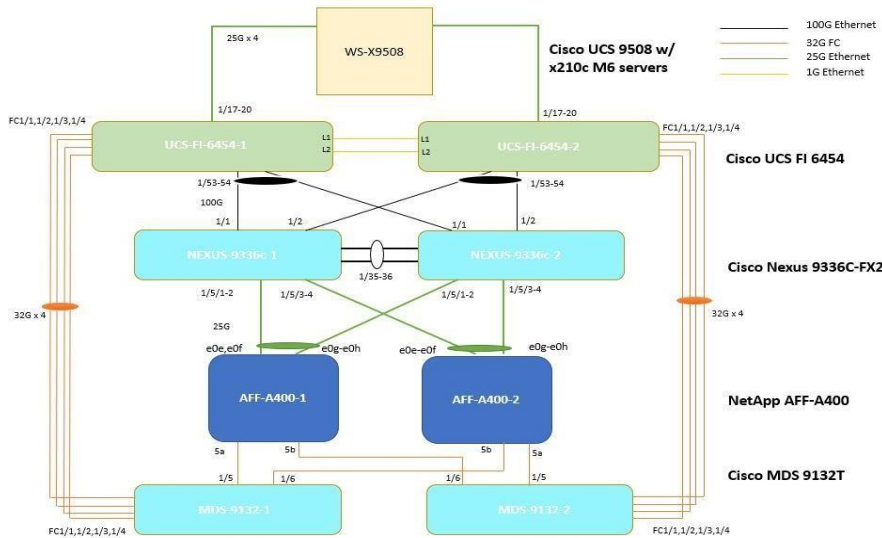 100G Ethernet
32G FC
25G Ethernet
1G Ethernet
25G x 4
WS-X9508
Cisco UCS 9508 w/
x210c M6 servers
1/17-20
1/17-20
FC1/1,1/2,1/3,1/4
FC1/1,1/2,1/3,1/4
UCS-FI-6454-1
L1
L2
L1
L2
UCS-FI-6454-2
Cisco UCS FI 6454
1/53-54
1/53-54
100G
1/1
1/2
1/1
1/2
NEXUS-9336c-1
NEXUS-9336c-2
Cisco Nexus 9336C-FX2
1/35-36
1/5/1-2
1/5/3-4
1/5/1-2
1/5/3-4
32G x 4
32G x 4
25G
e0e,e0f
e0g-e0h
e0e-e0f
e0g-e0h
AFF-A400-1
AFF-A400-2
NetApp AFF-A400
5a
5b
5b
5a
1/5
1/6
1/6
1/5
Cisco MDS 9132T
MDS-9132-1
MDS-9132-2
FC1/1,1/2,1/3,1/4
FC1/1,1/2,1/3,1/4